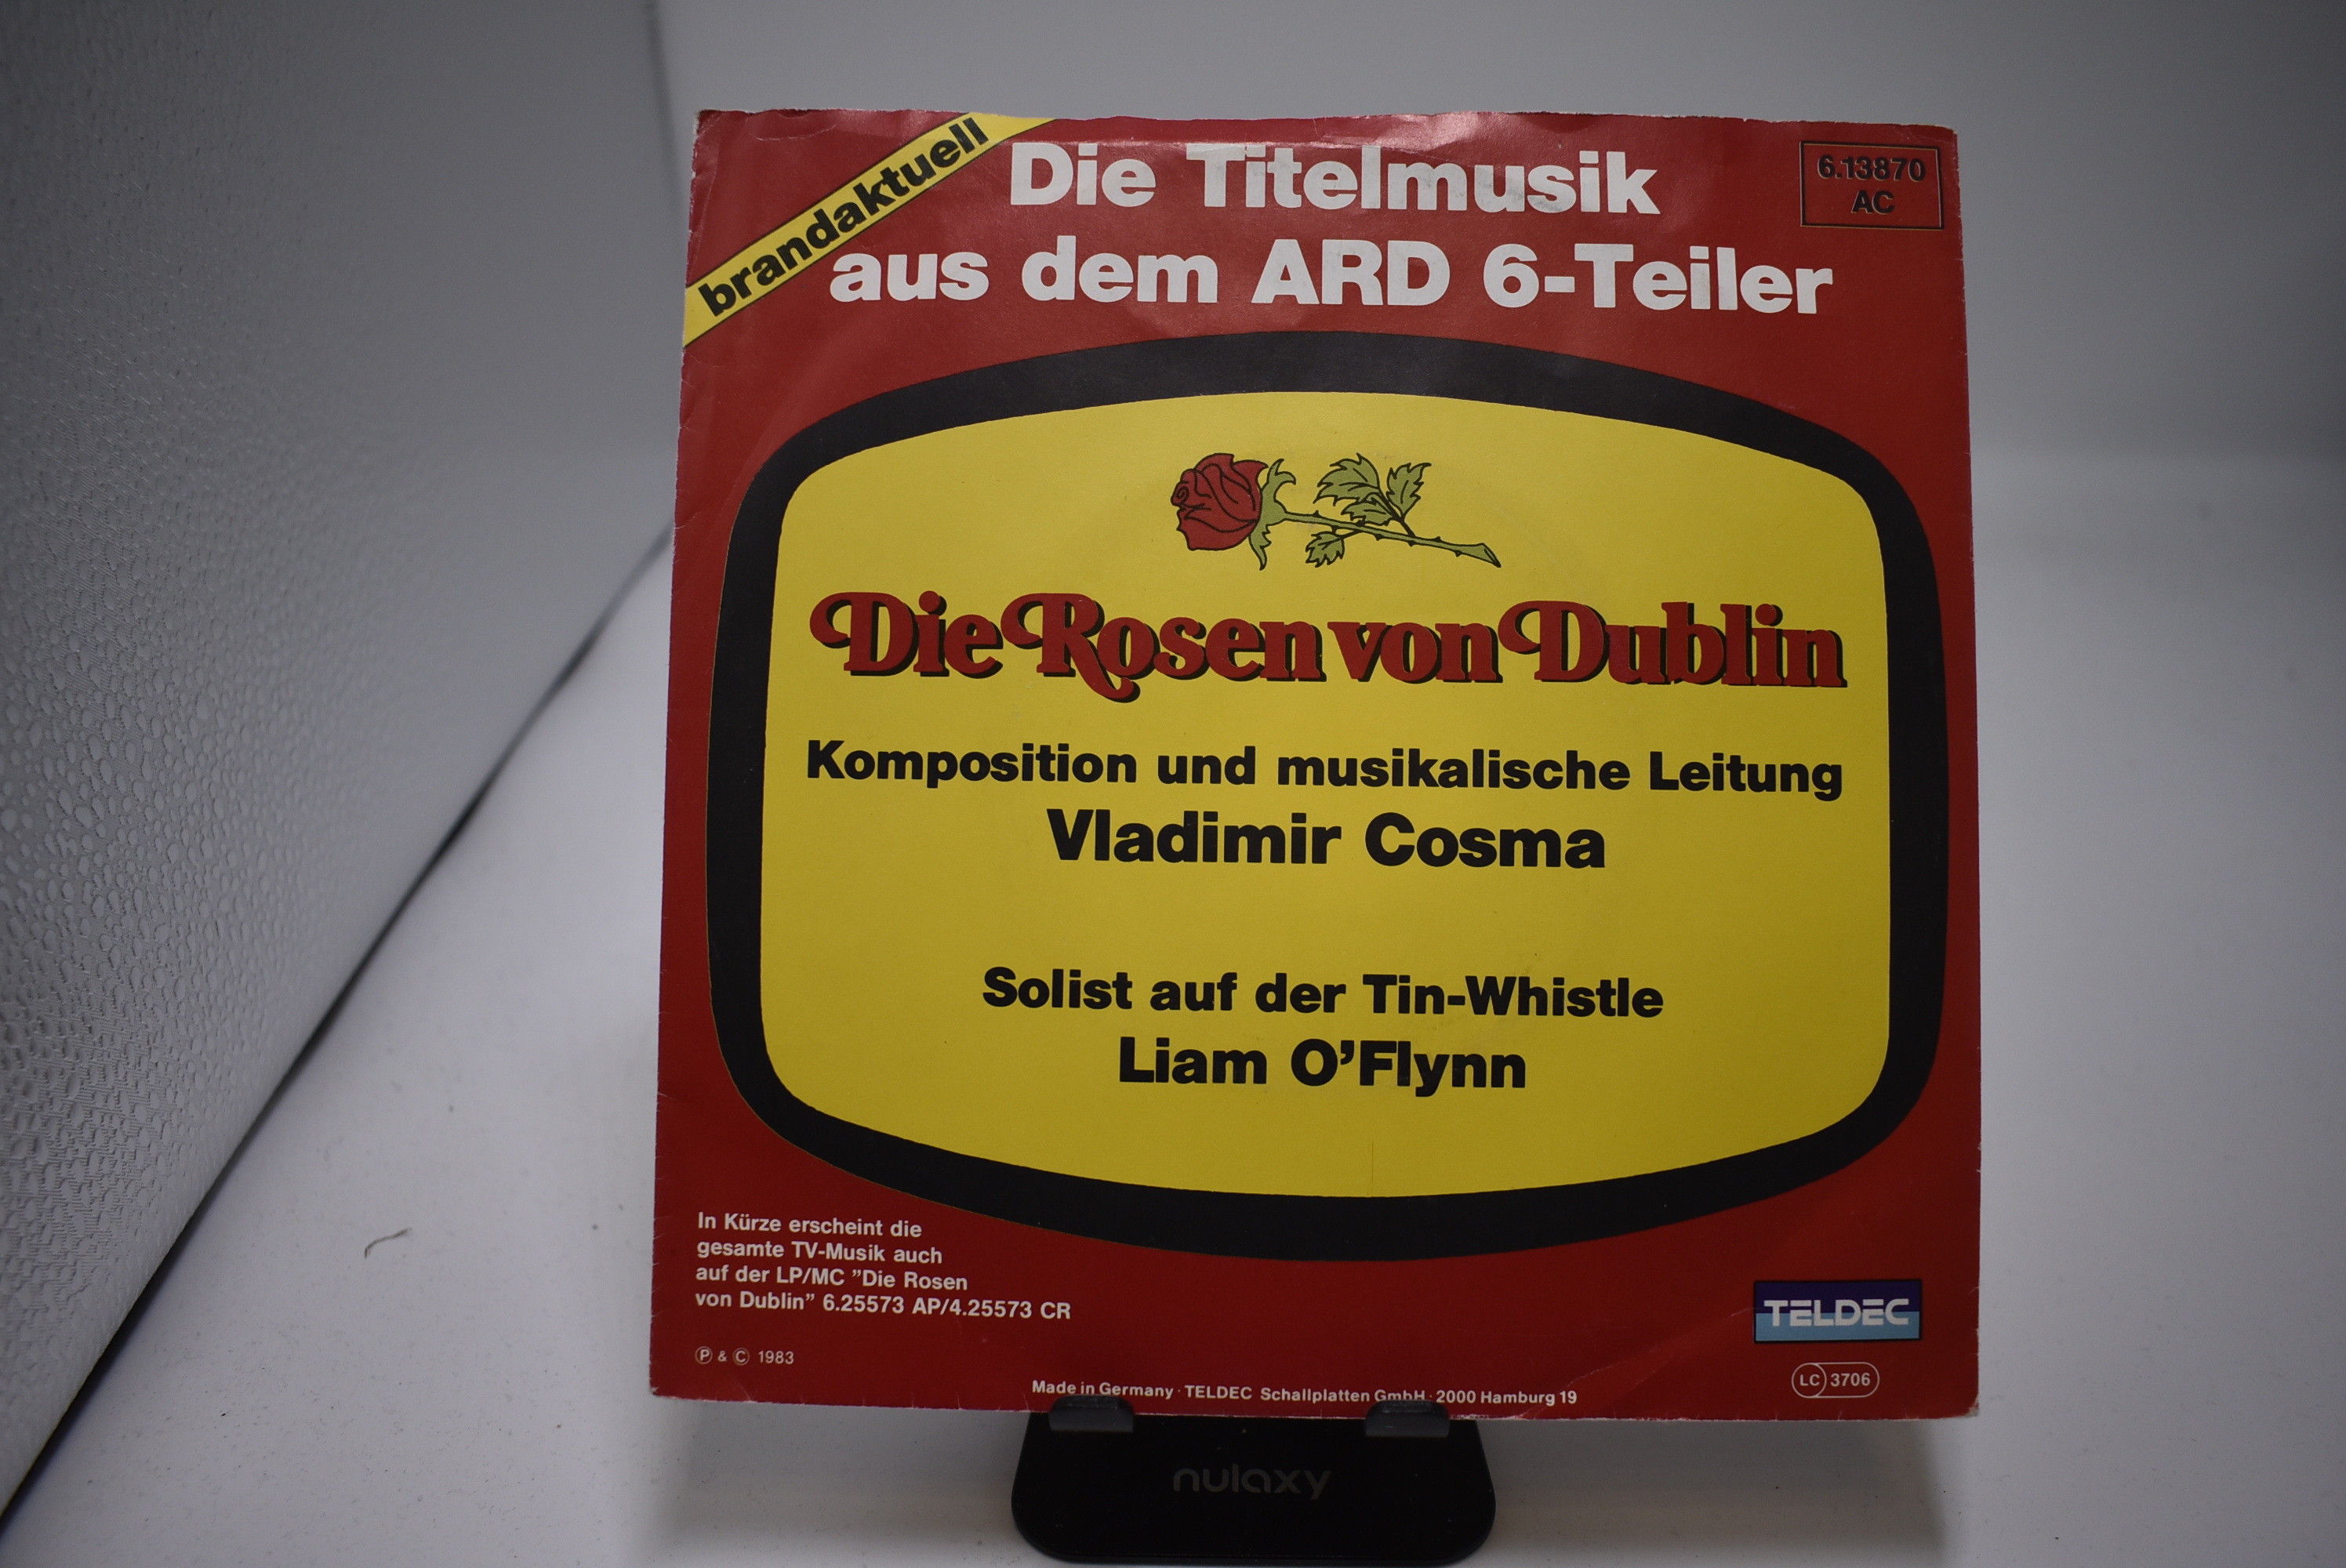 brandaktuell
Die Titelmusik
aus dem ARD 6-Teiler
6.13870
AC
Die Rosen von Dublin
Komposition und musikalische Leitung
Vladimir Cosma
Solist auf der Tin-Whistle
Liam O'Flynn
In Kürze erscheint die
gesamte TV-Musik auch
auf der LP/MC ”Die Rosen
von Dublin” 6.25573 AP/4.25573 CR
TELDEC
Ⓟ & Ⓒ 1983
LC 3706
Made in Germany · TELDEC Schallplatten GmbH · 2000 Hamburg 19
nulaxy